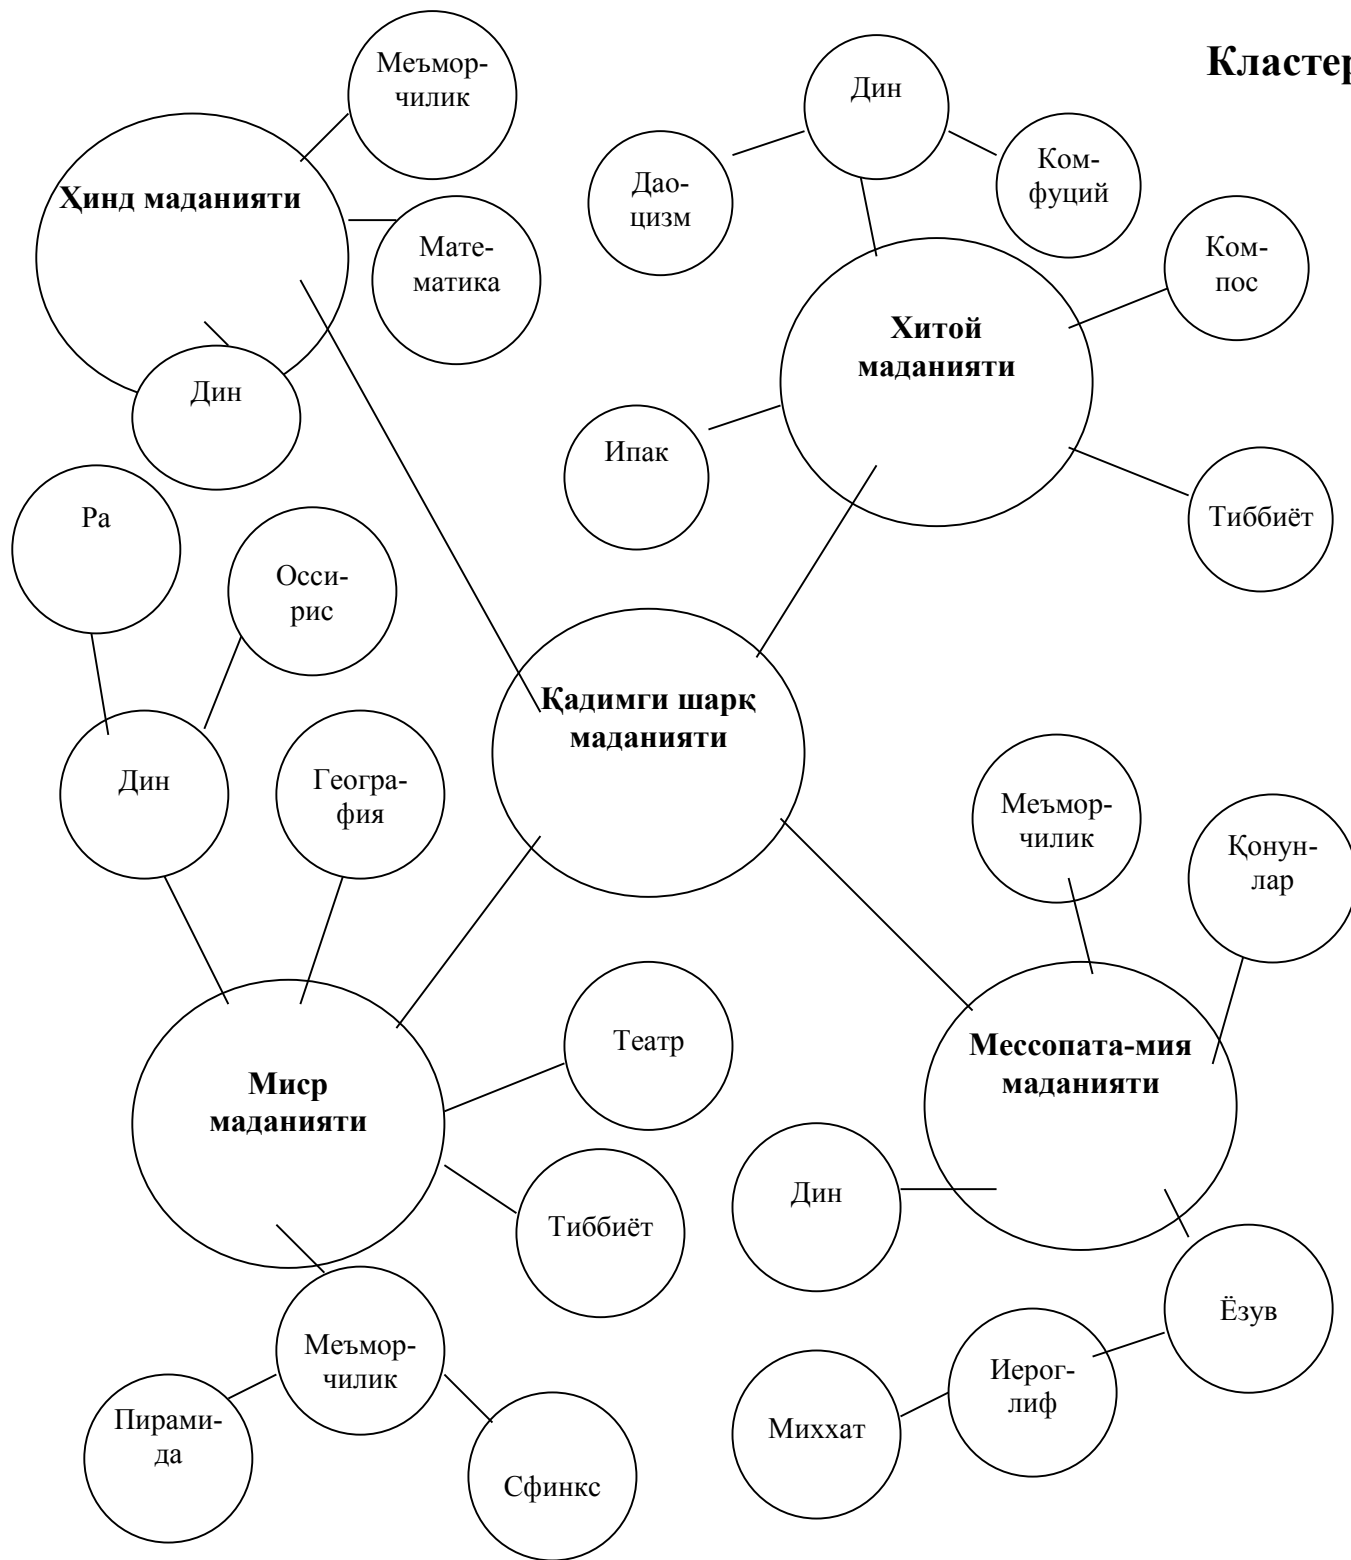 Кластер
Меъмор-
чилик
Ҳинд маданияти
Мате-
матика
Дин
Дин
Дао-
цизм
Ком-
фуций
Ком-
пос
Хитой
маданияти
Ипак
Тиббиёт
Ра
Осси-
рис
Дин
Геогра-
фия
Қадимги шарқ
маданияти
Меъмор-
чилик
Қонун-
лар
Мессопата-мия
маданияти
Театр
Миср
маданияти
Тиббиёт
Дин
Ёзув
Иерог-
лиф
Миххат
Меъмор-
чилик
Пирами-
да
Сфинкс